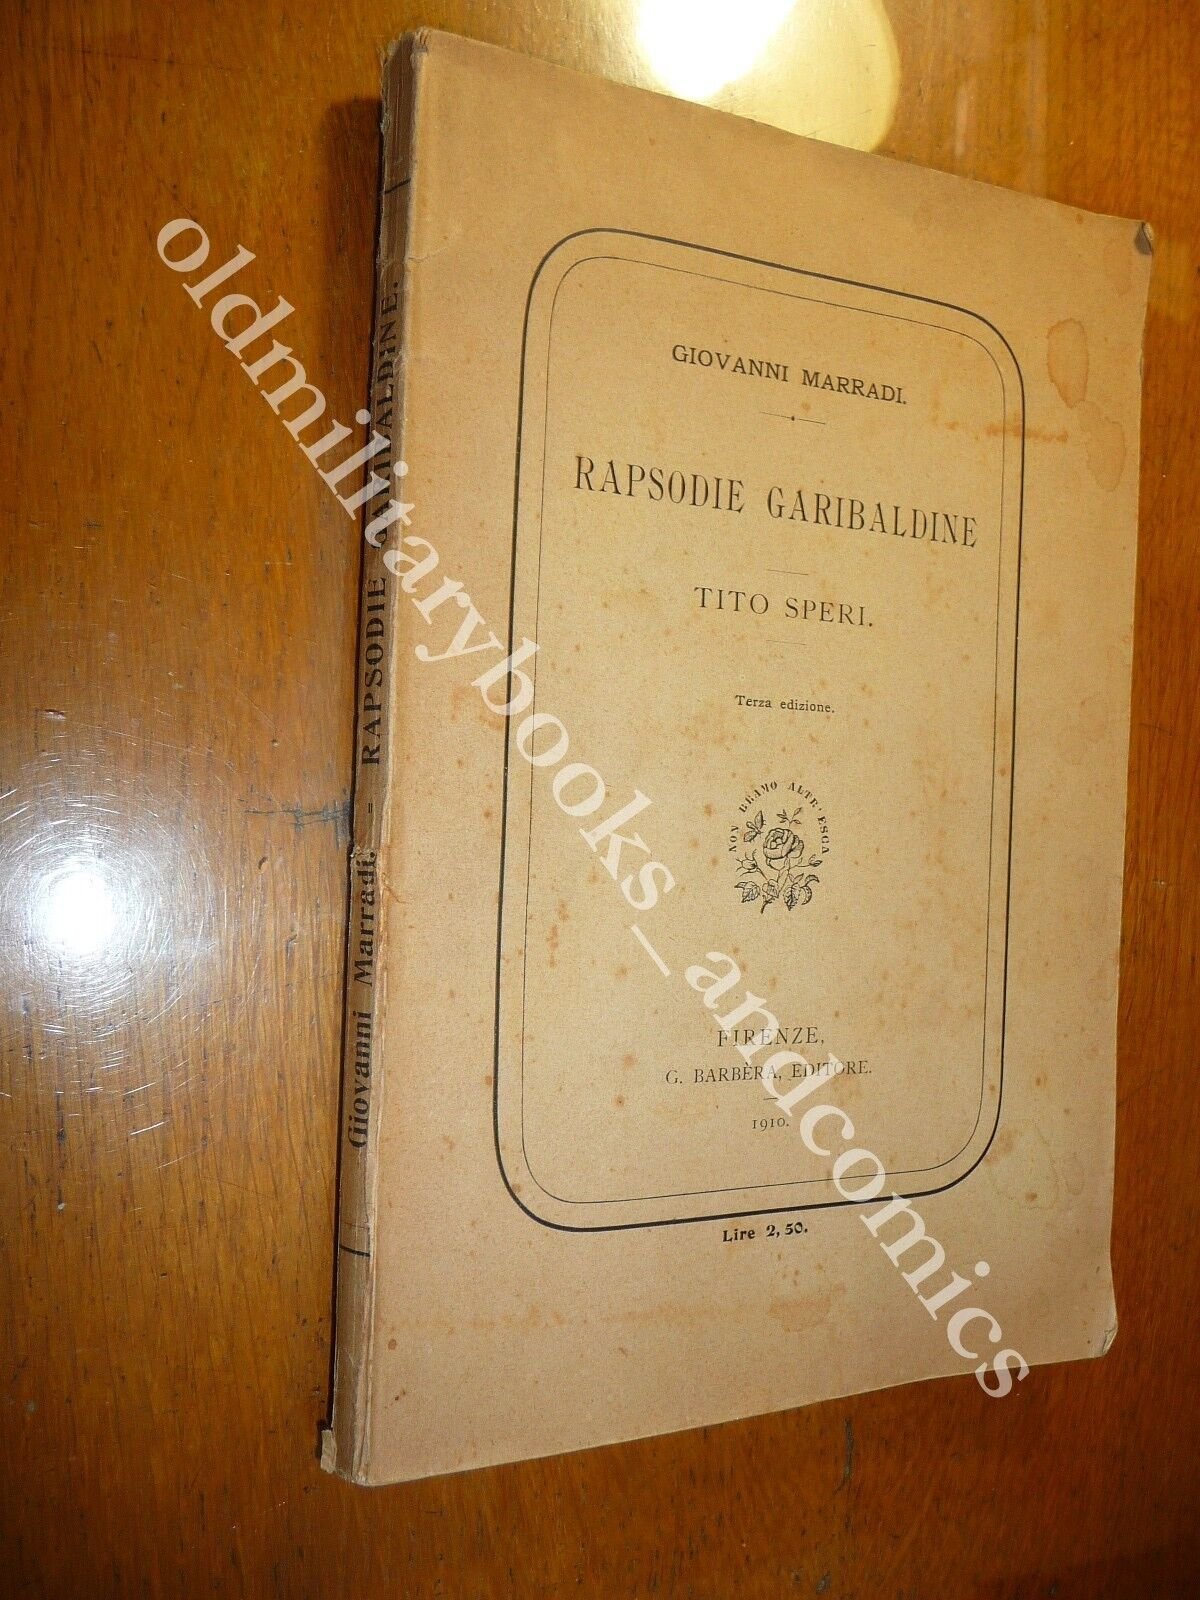 GIOVANNI MARRADI.
RAPSODIE GARIBALDINE
TITO SPERI.
Terza edizione.
NON BRAMO ALTR' ESCA
FIRENZE,
G. BARBÈRA, EDITORE.
1910.
Lire 2,50.
Giovanni Marradi. = RAPSODIE GARIBALDINE.
oldmilitarybooks_andcomics